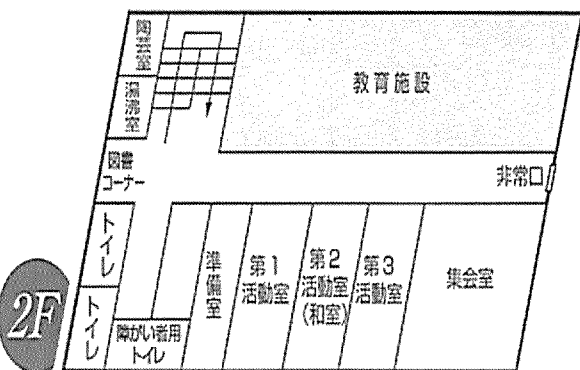 陶芸室
湯沸室
教育施設
図書
コーナー
非常口
トイレ
トイレ
障がい者用
トイレ
準備室
第1
活動室
第2
活動室
(和室)
第3
活動室
集会室
2F